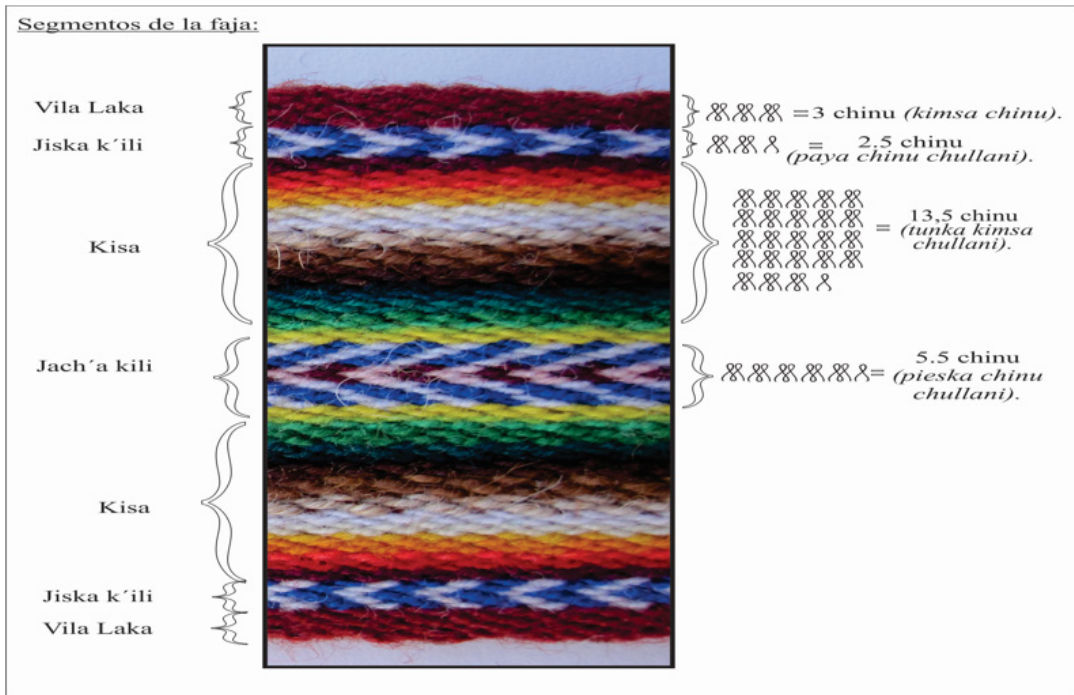 Segmentos de la faja:
Vila Laka
Jiska k´ili
Kisa
Jach´a kili
Kisa
Jiska k´ili
Vila Laka
=3 chinu (kimsa chinu).
= 2.5 chinu
(paya chinu chullani).
= 13,5 chinu
(tunka kimsa
chullani).
= 5.5 chinu
(pieska chinu
chullani).